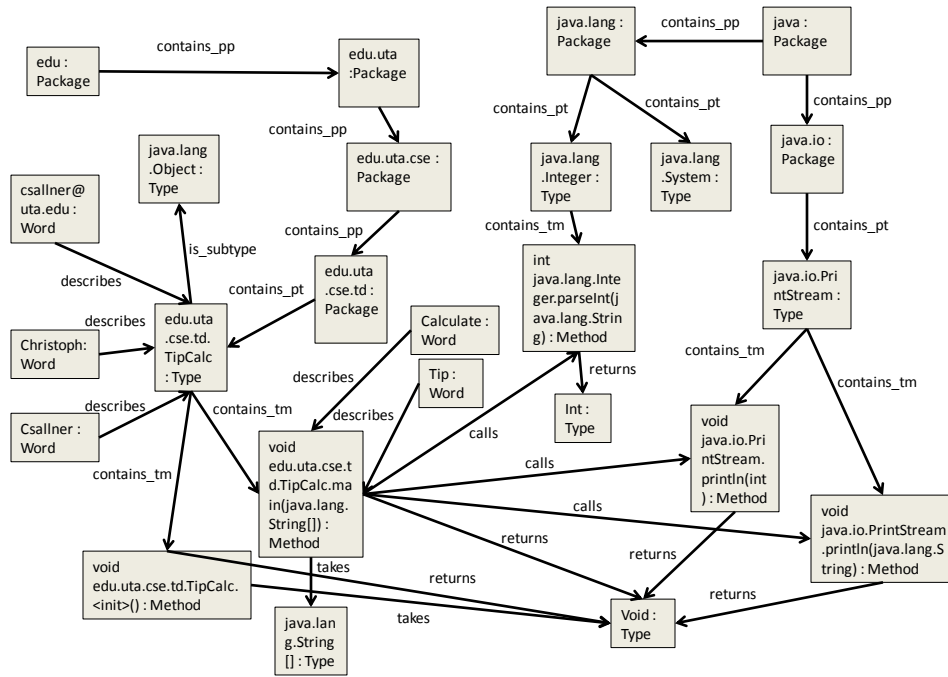 edu :
Package
contains_pp
edu.uta
:Package
java.lang :
Package
contains_pp
java :
Package
contains_pp
contains_pt
contains_pt
contains_pp
java.lang
.Object :
Type
edu.uta.cse :
Package
java.lang
.Integer :
Type
java.lang
.System :
Type
java.io :
Package
csallner@
uta.edu :
Word
is_subtype
contains_pp
contains_tm
contains_pt
describes
contains_pt
edu.uta
.cse.td :
Package
int
java.lang.Inte
ger.parseInt(j
ava.lang.Strin
g) : Method
java.io.Pri
ntStream :
Type
describes
Christoph:
Word
edu.uta
.cse.td.
TipCalc
: Type
Calculate :
Word
contains_tm
contains_tm
describes
Tip :
Word
returns
describes
Csallner :
Word
contains_tm
describes
calls
Int :
Type
void
java.io.Pri
ntStream.
println(int
) : Method
contains_tm
void
edu.uta.cse.t
d.TipCalc.ma
in(java.lang.
String[]) :
Method
calls
calls
void
java.io.PrintStream
.println(java.lang.S
tring) : Method
returns
returns
void
edu.uta.cse.td.TipCalc.
<init>() : Method
takes
returns
takes
returns
java.lan
g.String
[] : Type
Void :
Type